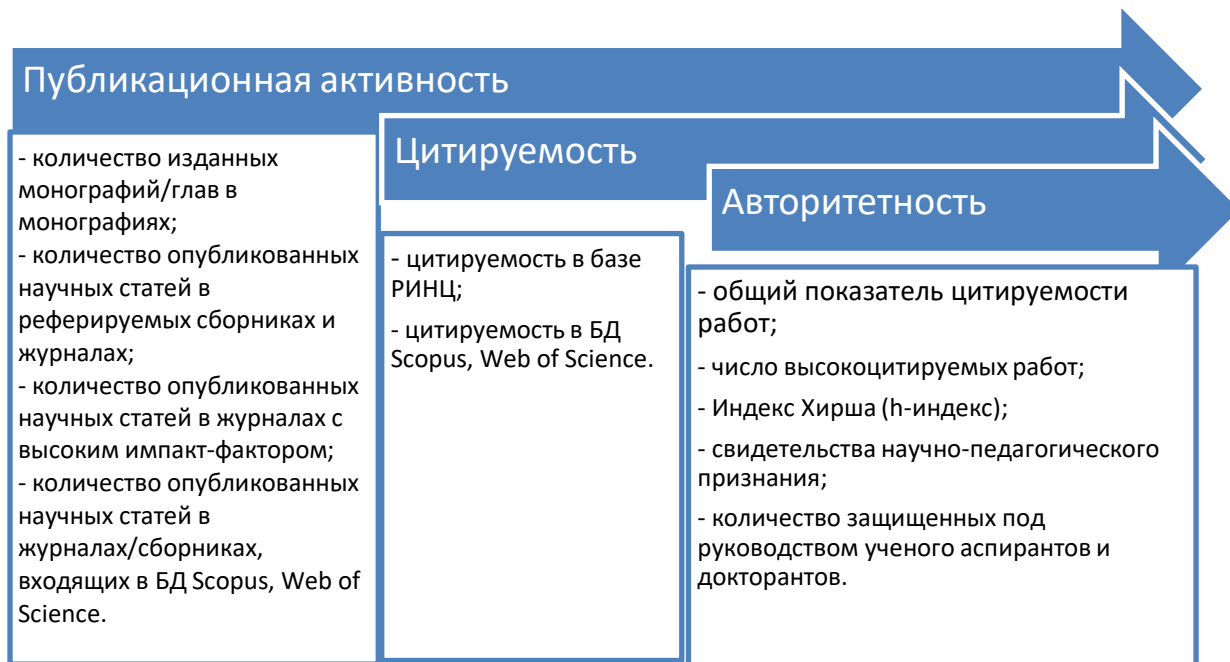 Публикационная активность
- количество изданных
монографий/глав в
монографиях;
- количество опубликованных
научных статей в
реферируемых сборниках и
журналах;
- количество опубликованных
научных статей в журналах с
высоким импакт-фактором;
- количество опубликованных
научных статей в
журналах/сборниках,
входящих в БД Scopus, Web of
Science.
Цитируемость
- цитируемость в базе
РИНЦ;
- цитируемость в БД
Scopus, Web of Science.
Авторитетность
- общий показатель цитируемости
работ;
- число высокоцитируемых работ;
- Индекс Хирша (h-индекс);
- свидетельства научно-педагогического
признания;
- количество защищенных под
руководством ученого аспирантов и
докторантов.